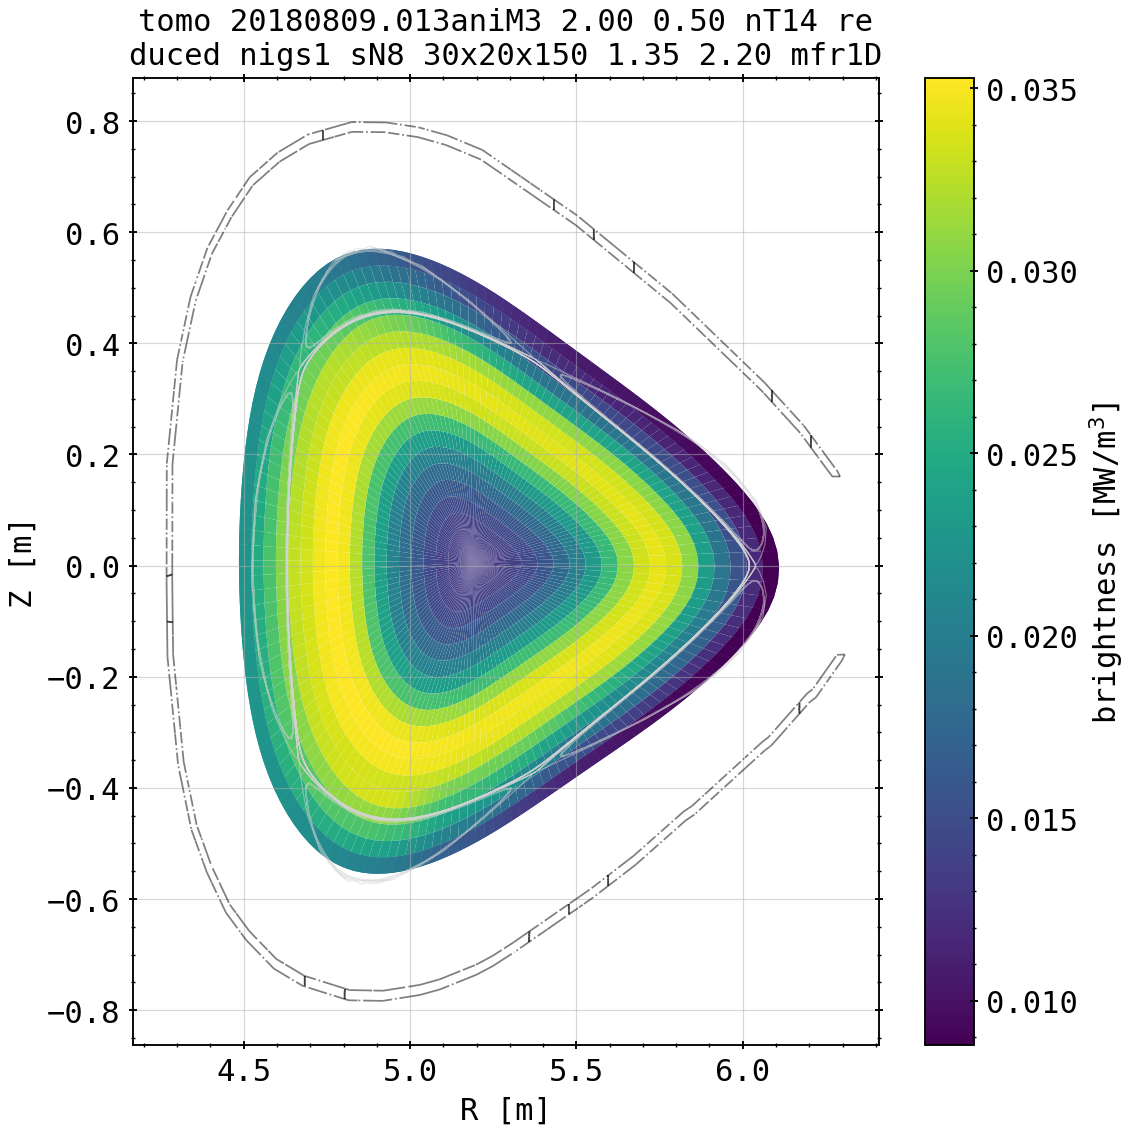 tomo 20180809.013aniM3 2.00 0.50 nT14 re
duced nigs1 sN8 30x20x150 1.35 2.20 mfr1D
0.8
0.6
0.4
0.2
0.0
−0.2
−0.4
−0.6
−0.8
Z [m]
4.5 5.0 5.5 6.0
R [m]
0.035
0.030
0.025
0.020
0.015
0.010
brightness [MW/m³]